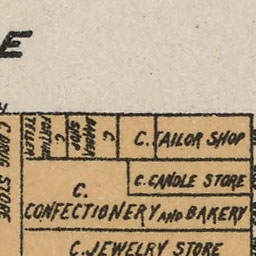 E
C.
FORTUNE
TELLER
C.
BARBER
SHOP
C.
C. TAILOR SHOP
C. CANDLE STORE
C.
CONFECTIONERY AND BAKERY
C. JEWELRY STORE
C. DRUG STORE